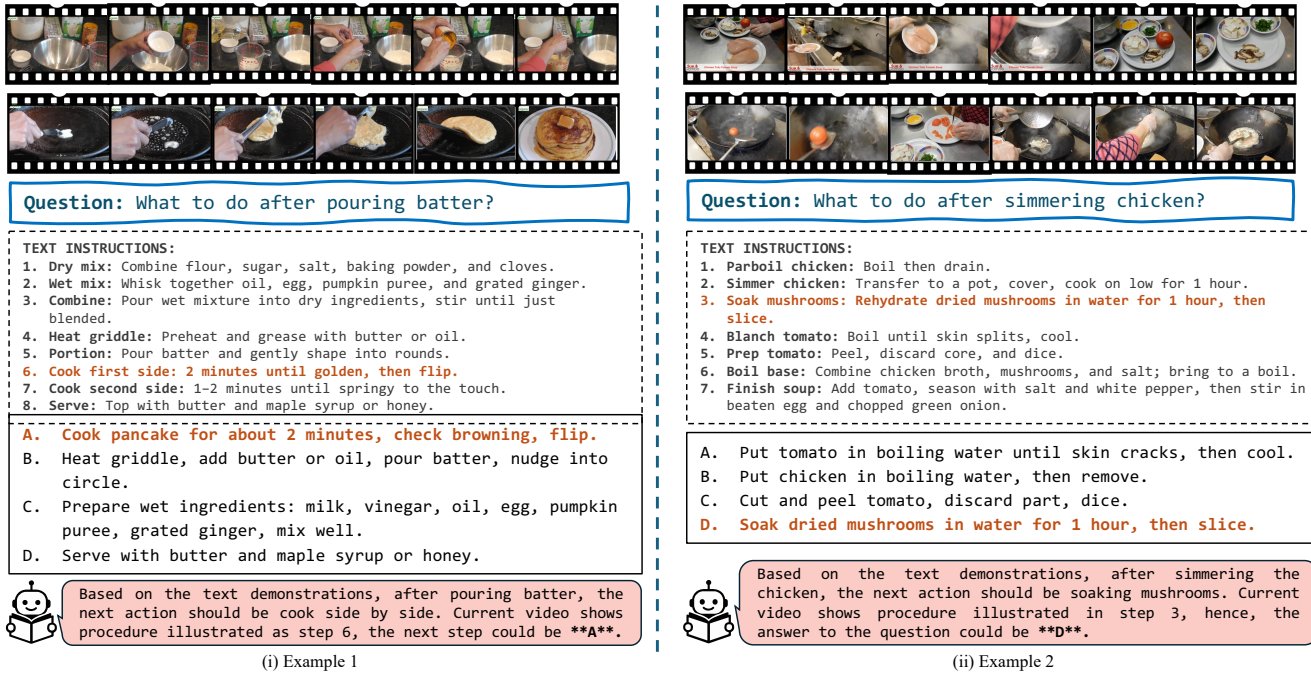 Question: What to do after pouring batter?
TEXT INSTRUCTIONS:
1. Dry mix: Combine flour, sugar, salt, baking powder, and cloves.
2. Wet mix: Whisk together oil, egg, pumpkin puree, and grated ginger.
3. Combine: Pour wet mixture into dry ingredients, stir until just
blended.
4. Heat griddle: Preheat and grease with butter or oil.
5. Portion: Pour batter and gently shape into rounds.
6. Cook first side: 2 minutes until golden, then flip.
7. Cook second side: 1–2 minutes until springy to the touch.
8. Serve: Top with butter and maple syrup or honey.
A. Cook pancake for about 2 minutes, check browning, flip.
B. Heat griddle, add butter or oil, pour batter, nudge into
circle.
C. Prepare wet ingredients: milk, vinegar, oil, egg, pumpkin
puree, grated ginger, mix well.
D. Serve with butter and maple syrup or honey.
Based on the text demonstrations, after pouring batter, the
next action should be cook side by side. Current video shows
procedure illustrated as step 6, the next step could be **A**.
(i) Example 1
Question: What to do after simmering chicken?
TEXT INSTRUCTIONS:
1. Parboil chicken: Boil then drain.
2. Simmer chicken: Transfer to a pot, cover, cook on low for 1 hour.
3. Soak mushrooms: Rehydrate dried mushrooms in water for 1 hour, then
slice.
4. Blanch tomato: Boil until skin splits, cool.
5. Prep tomato: Peel, discard core, and dice.
6. Boil base: Combine chicken broth, mushrooms, and salt; bring to a boil.
7. Finish soup: Add tomato, season with salt and white pepper, then stir in
beaten egg and chopped green onion.
A. Put tomato in boiling water until skin cracks, then cool.
B. Put chicken in boiling water, then remove.
C. Cut and peel tomato, discard part, dice.
D. Soak dried mushrooms in water for 1 hour, then slice.
Based on the text demonstrations, after simmering the
chicken, the next action should be soaking mushrooms. Current
video shows procedure illustrated in step 3, hence, the
answer to the question could be **D**.
(ii) Example 2